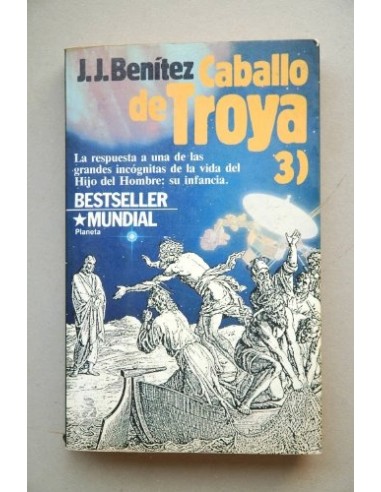 J.J.Benítez Caballo
de Troya
3)
La respuesta a una de las
grandes incógnitas de la vida del
Hijo del Hombre: su infancia.
BESTSELLER
★MUNDIAL
Planeta